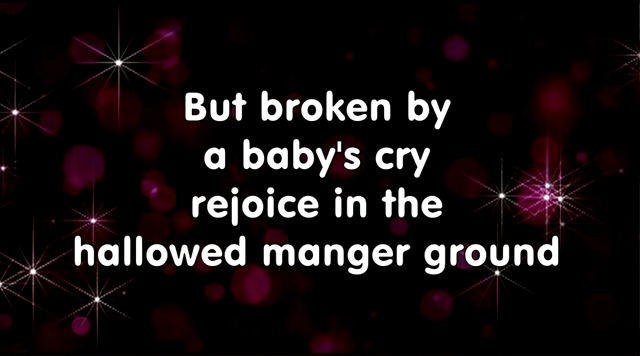 But broken by
a baby's cry
rejoice in the
hallowed manger ground